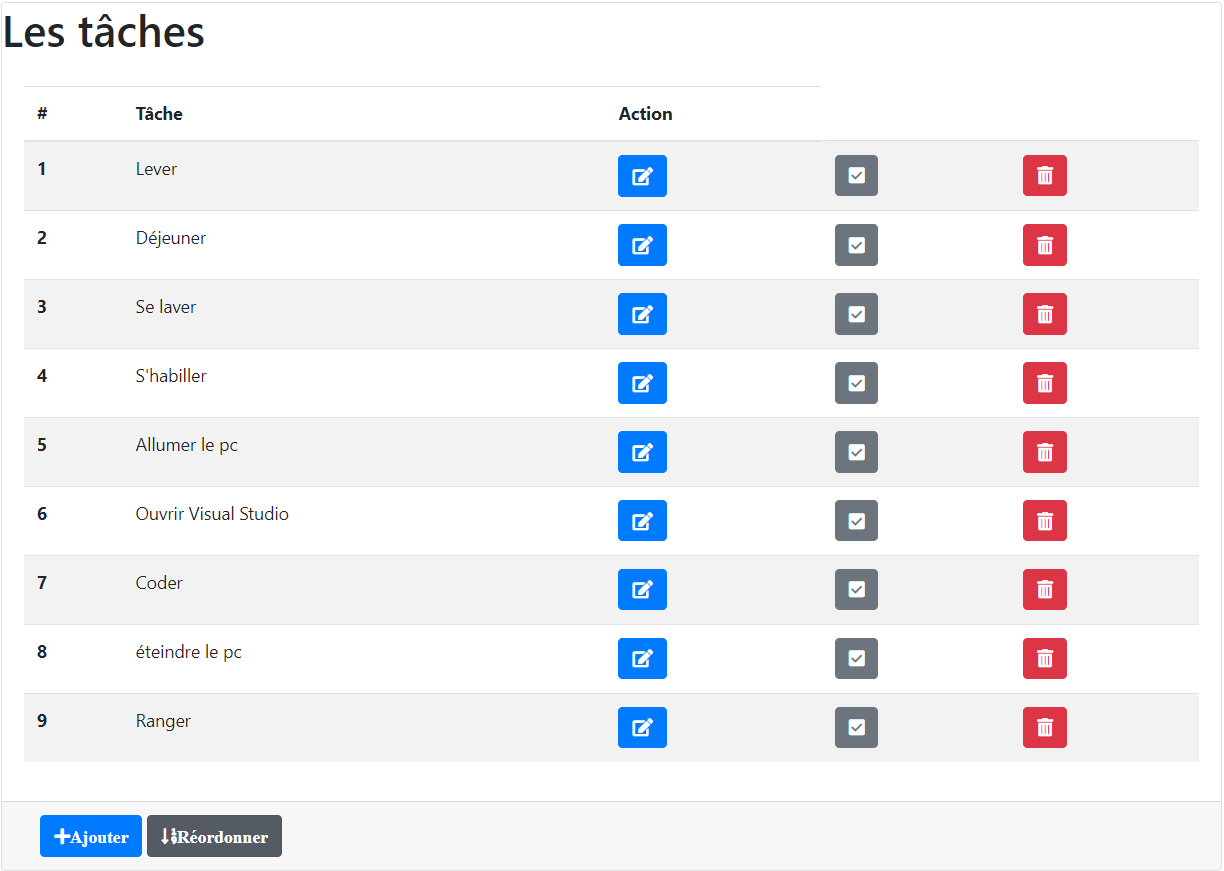 Les tâches
# Tâche Action
1 Lever
2 Déjeuner
3 Se laver
4 S'habiller
5 Allumer le pc
6 Ouvrir Visual Studio
7 Coder
8 éteindre le pc
9 Ranger
Ajouter Réordonner